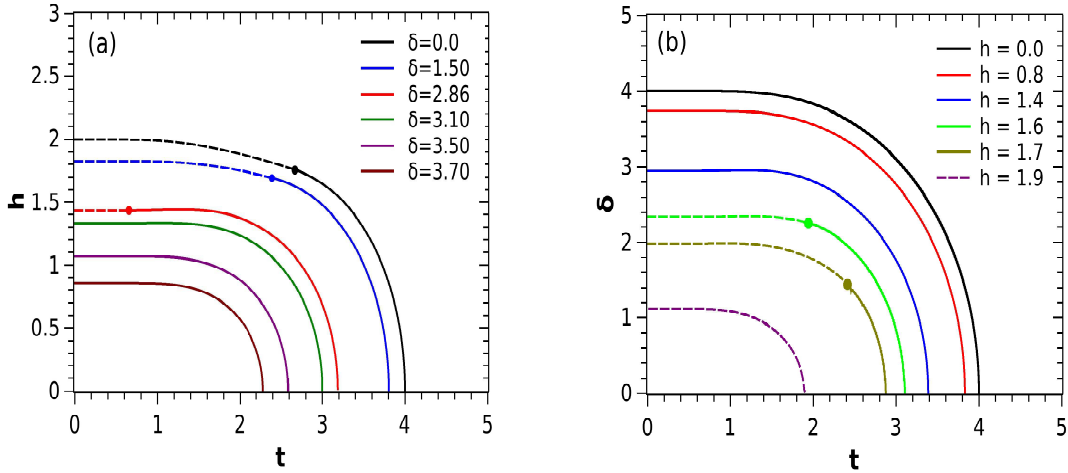 (a)
δ=0.0
δ=1.50
δ=2.86
δ=3.10
δ=3.50
δ=3.70
3
2.5
2
1.5
1
0.5
0
h
0 1 2 3 4 5
t
(b)
h = 0.0
h = 0.8
h = 1.4
h = 1.6
h = 1.7
h = 1.9
5
4
3
2
1
0
δ
0 1 2 3 4 5
t